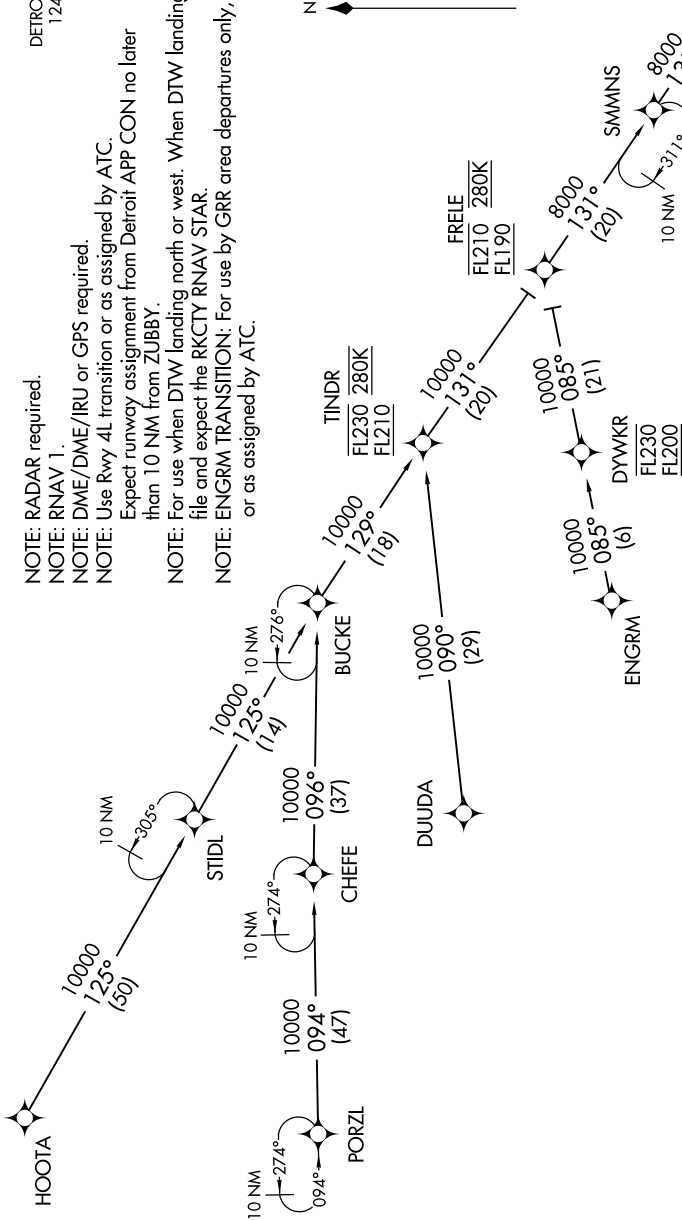 NOTE: RADAR required.
NOTE: RNAV 1.
NOTE: DME/DME/IRU or GPS required.
NOTE: Use Rwy 4L transition or as assigned by ATC.
Expect runway assignment from Detroit APP CON no later
than 10 NM from ZUBBY.
NOTE: For use when DTW landing north or west. When DTW landing
file and expect the RKCTY RNAV STAR.
NOTE: ENGRM TRANSITION: For use by GRR area departures only,
or as assigned by ATC.
DETRO
124
N
HOOTA
10000
125°
(50)
10 NM
305°
STIDL
10000
125°
(14)
10 NM
276°
BUCKE
10 NM
274°
094°
PORZL
10000
094°
(47)
10 NM
274°
CHEFE
10000
096°
(37)
10000
129°
(18)
TINDR
FL230 280K
FL210
DUUDA
10000
090°
(29)
10000
131°
(20)
FRELE
FL210 280K
FL190
ENGRM
10000
085°
(6)
DYWKR
FL230
FL200
10000
085°
(21)
8000
131°
(20)
SMMNS
10 NM
311°
8000